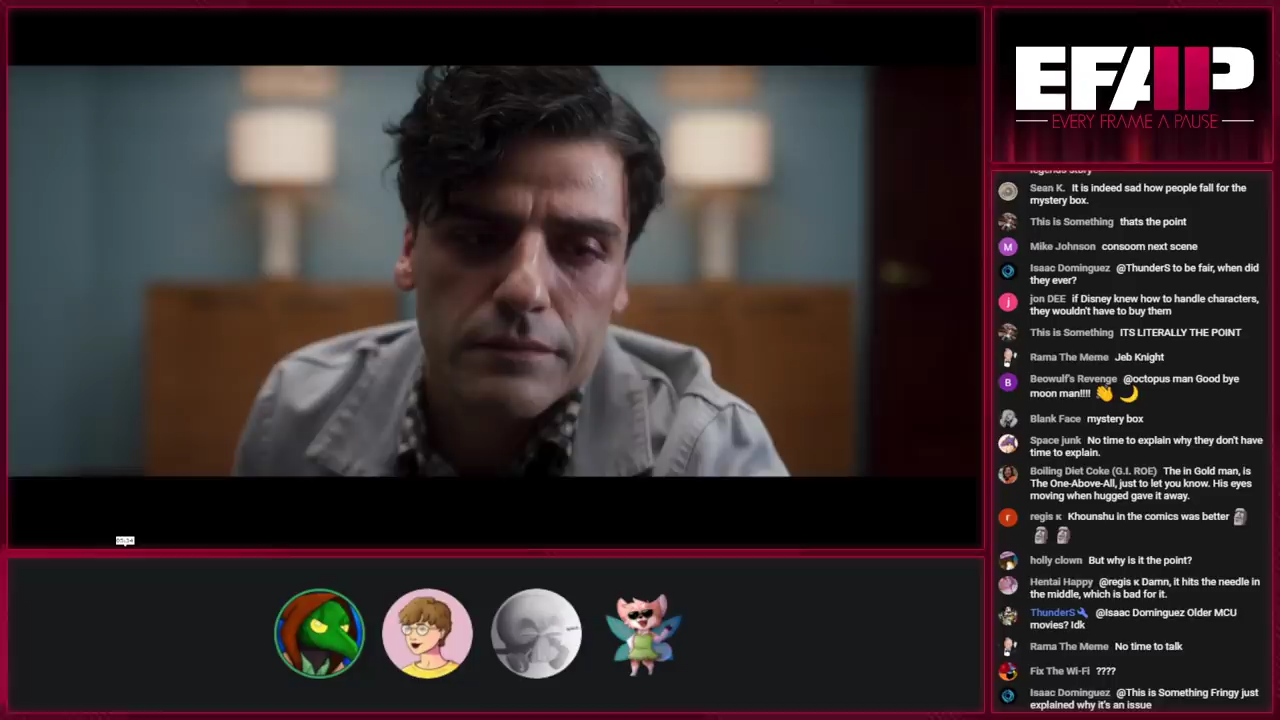 EFAP
EVERY FRAME A PAUSE
legends story
Sean K. It is indeed sad how people fall for the
mystery box.
This is Something thats the point
M Mike Johnson consoom next scene
Isaac Dominguez @ThunderS to be fair, when did
they ever?
j jon DEE if Disney knew how to handle characters,
they wouldn't have to buy them
This is Something ITS LITERALLY THE POINT
Rama The Meme Jeb Knight
B Beowulf's Revenge @octopus man Good bye
moon man!!!! 👏 🌙
Blank Face mystery box
Space junk No time to explain why they don't have
time to explain.
Boiling Diet Coke (G.I. ROE) The in Gold man, is
The One-Above-All, just to let you know. His eyes
moving when hugged gave it away.
r regis κ Khounshu in the comics was better 🗿
🗿 🗿
holly clown But why is it the point?
Hentai Happy @regis κ Damn, it hits the needle in
the middle, which is bad for it.
ThunderS🔧 @Isaac Dominguez Older MCU
movies? Idk
Rama The Meme No time to talk
Fix The Wi-Fi ????
Isaac Dominguez @This is Something Fringy just
explained why it's an issue